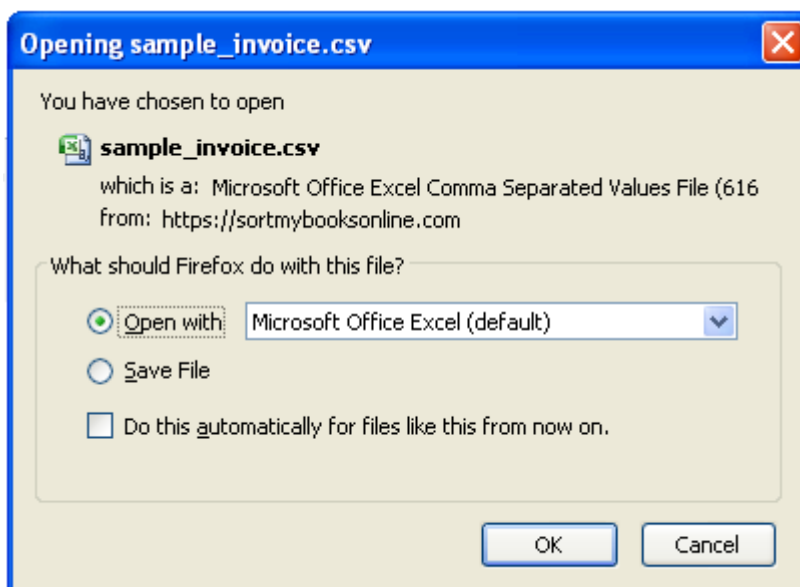 Opening sample_invoice.csv
You have chosen to open
sample_invoice.csv
which is a: Microsoft Office Excel Comma Separated Values File (616
from: https://sortmybooksonline.com
What should Firefox do with this file?
Open with Microsoft Office Excel (default)
Save File
Do this automatically for files like this from now on.
OK Cancel